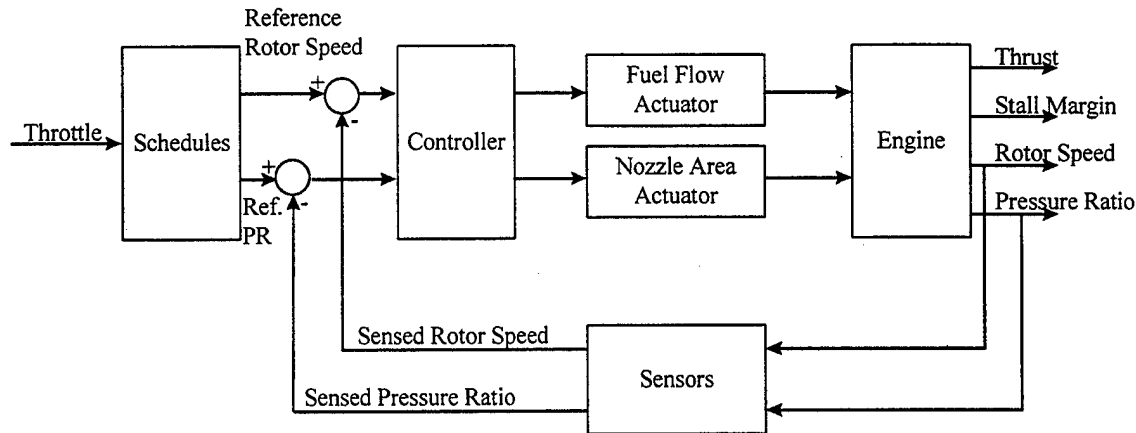 Reference
Rotor Speed
Throttle
Schedules
+
-
+
-
Ref.
PR
Controller
Fuel Flow
Actuator
Nozzle Area
Actuator
Engine
Thrust
Stall Margin
Rotor Speed
Pressure Ratio
Sensed Rotor Speed
Sensed Pressure Ratio
Sensors